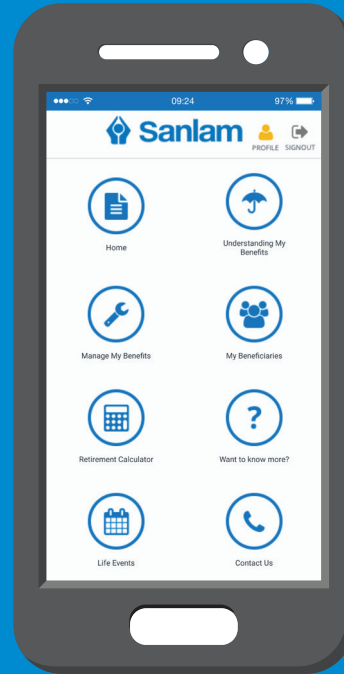 09:24
97%
Sanlam
PROFILE SIGNOUT
Home
Understanding My
Benefits
Manage My Benefits
My Beneficiaries
Retirement Calculator
Want to know more?
Life Events
Contact Us